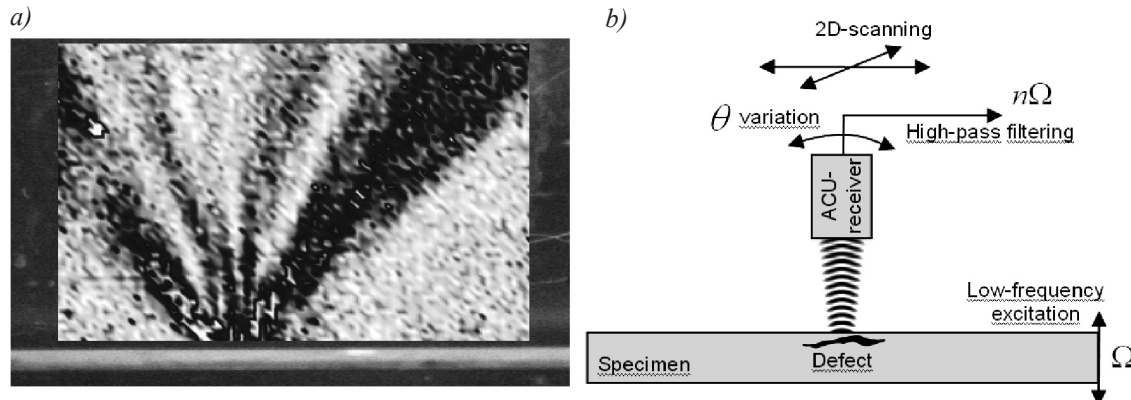 a)
b)
2D-scanning
θ variation
nΩ
High-pass filtering
ACU-
receiver
Low-frequency
excitation
Specimen
Defect
Ω